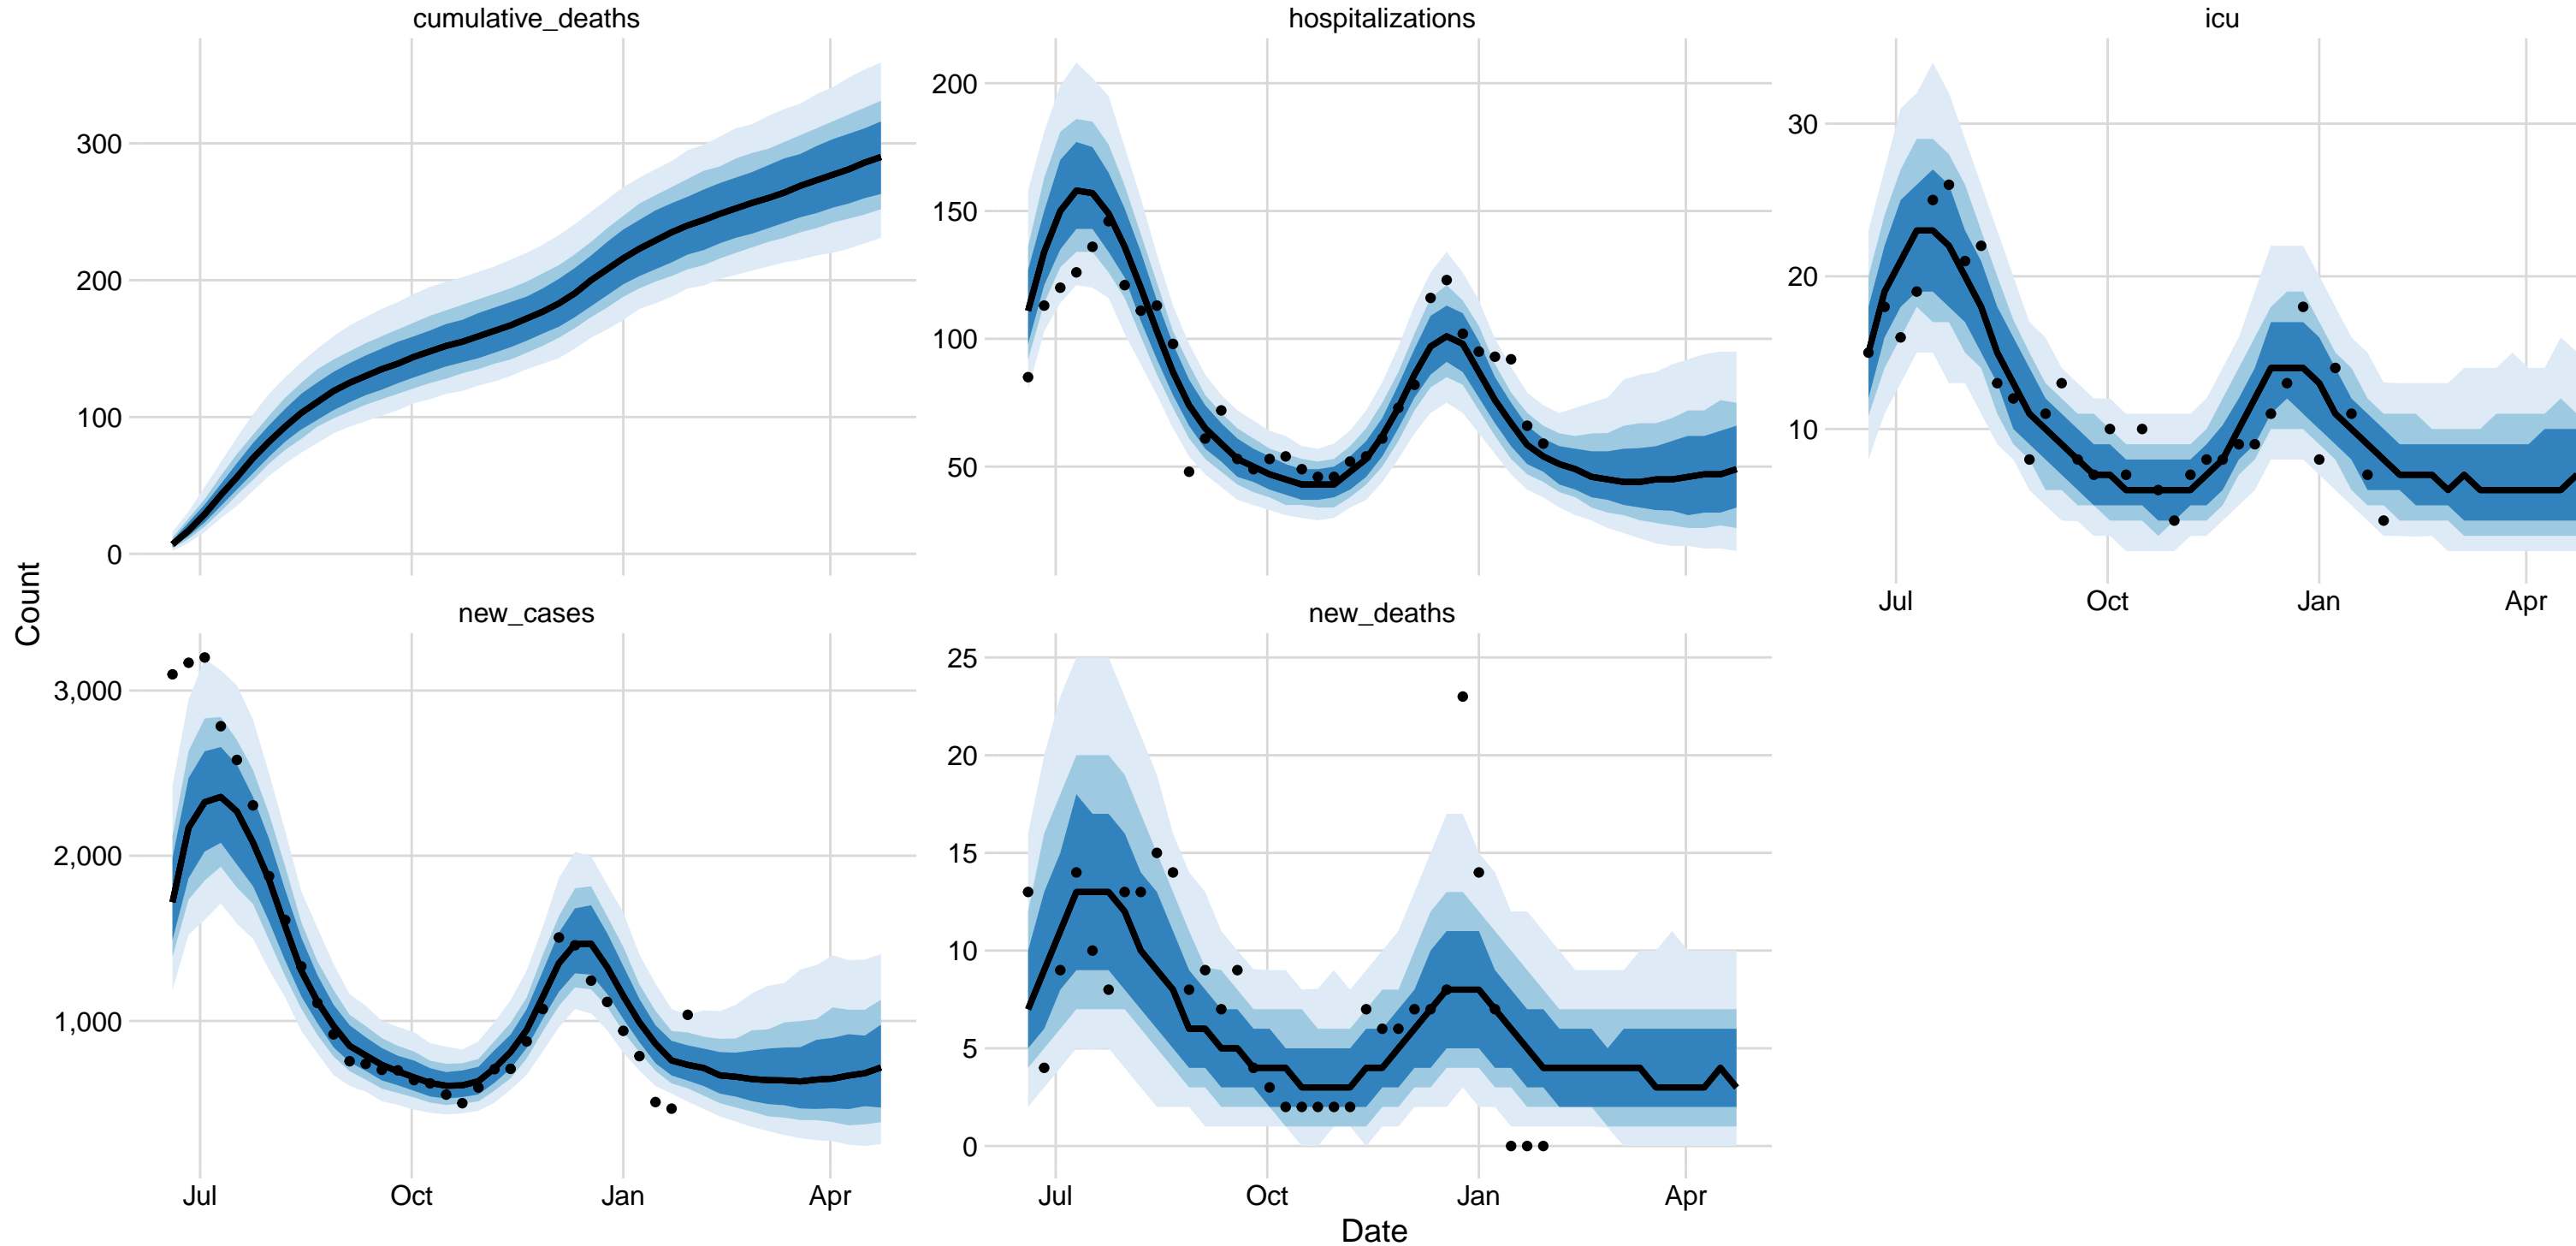 cumulative_deaths
hospitalizations
icu
300
200
100
0
200
150
100
50
30
20
10
Jul Oct Jan Apr
Count
new_cases
new_deaths
3,000
2,000
1,000
25
20
15
10
5
0
Jul Oct Jan Apr
Jul Oct Jan Apr
Date